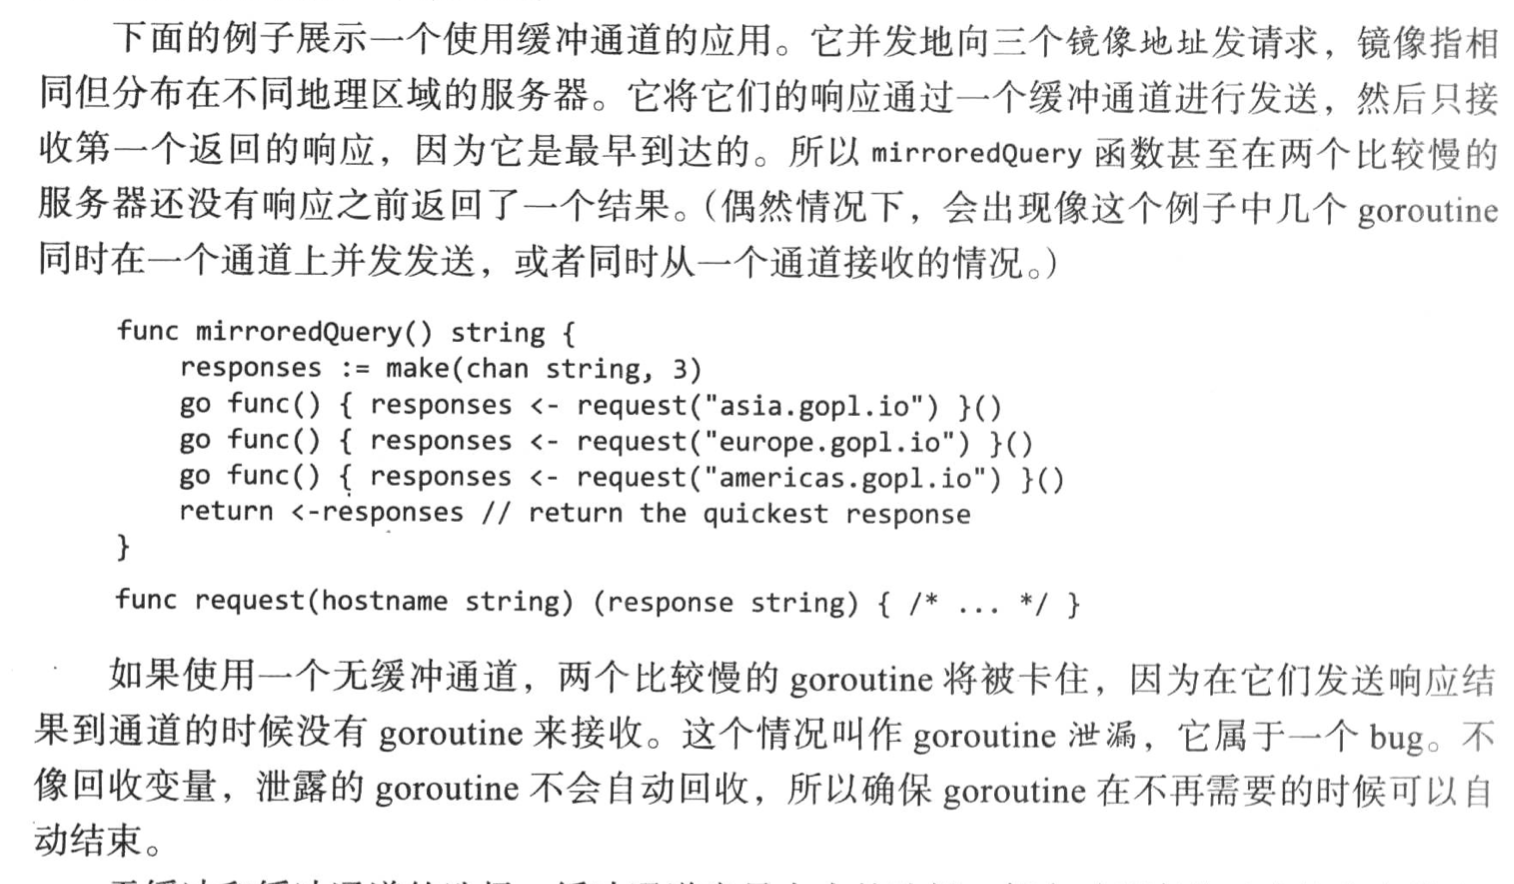 下面的例子展示一个使用缓冲通道的应用。它并发地向三个镜像地址发请求，镜像指相
同但分布在不同地理区域的服务器。它将它们的响应通过一个缓冲通道进行发送，然后只接
收第一个返回的响应，因为它是最早到达的。所以 mirroredQuery 函数甚至在两个比较慢的
服务器还没有响应之前返回了一个结果。（偶然情况下，会出现像这个例子中几个 goroutine
同时在一个通道上并发发送，或者同时从一个通道接收的情况。）
func mirroredQuery() string {
    responses := make(chan string, 3)
    go func() { responses <- request("asia.gopl.io") }()
    go func() { responses <- request("europe.gopl.io") }()
    go func() { responses <- request("americas.gopl.io") }()
    return <-responses // return the quickest response
}
func request(hostname string) (response string) { /* ... */ }
如果使用一个无缓冲通道，两个比较慢的 goroutine 将被卡住，因为在它们发送响应结
果到通道的时候没有 goroutine 来接收。这个情况叫作 goroutine 泄漏，它属于一个 bug。不
像回收变量，泄露的 goroutine 不会自动回收，所以确保 goroutine 在不再需要的时候可以自
动结束。